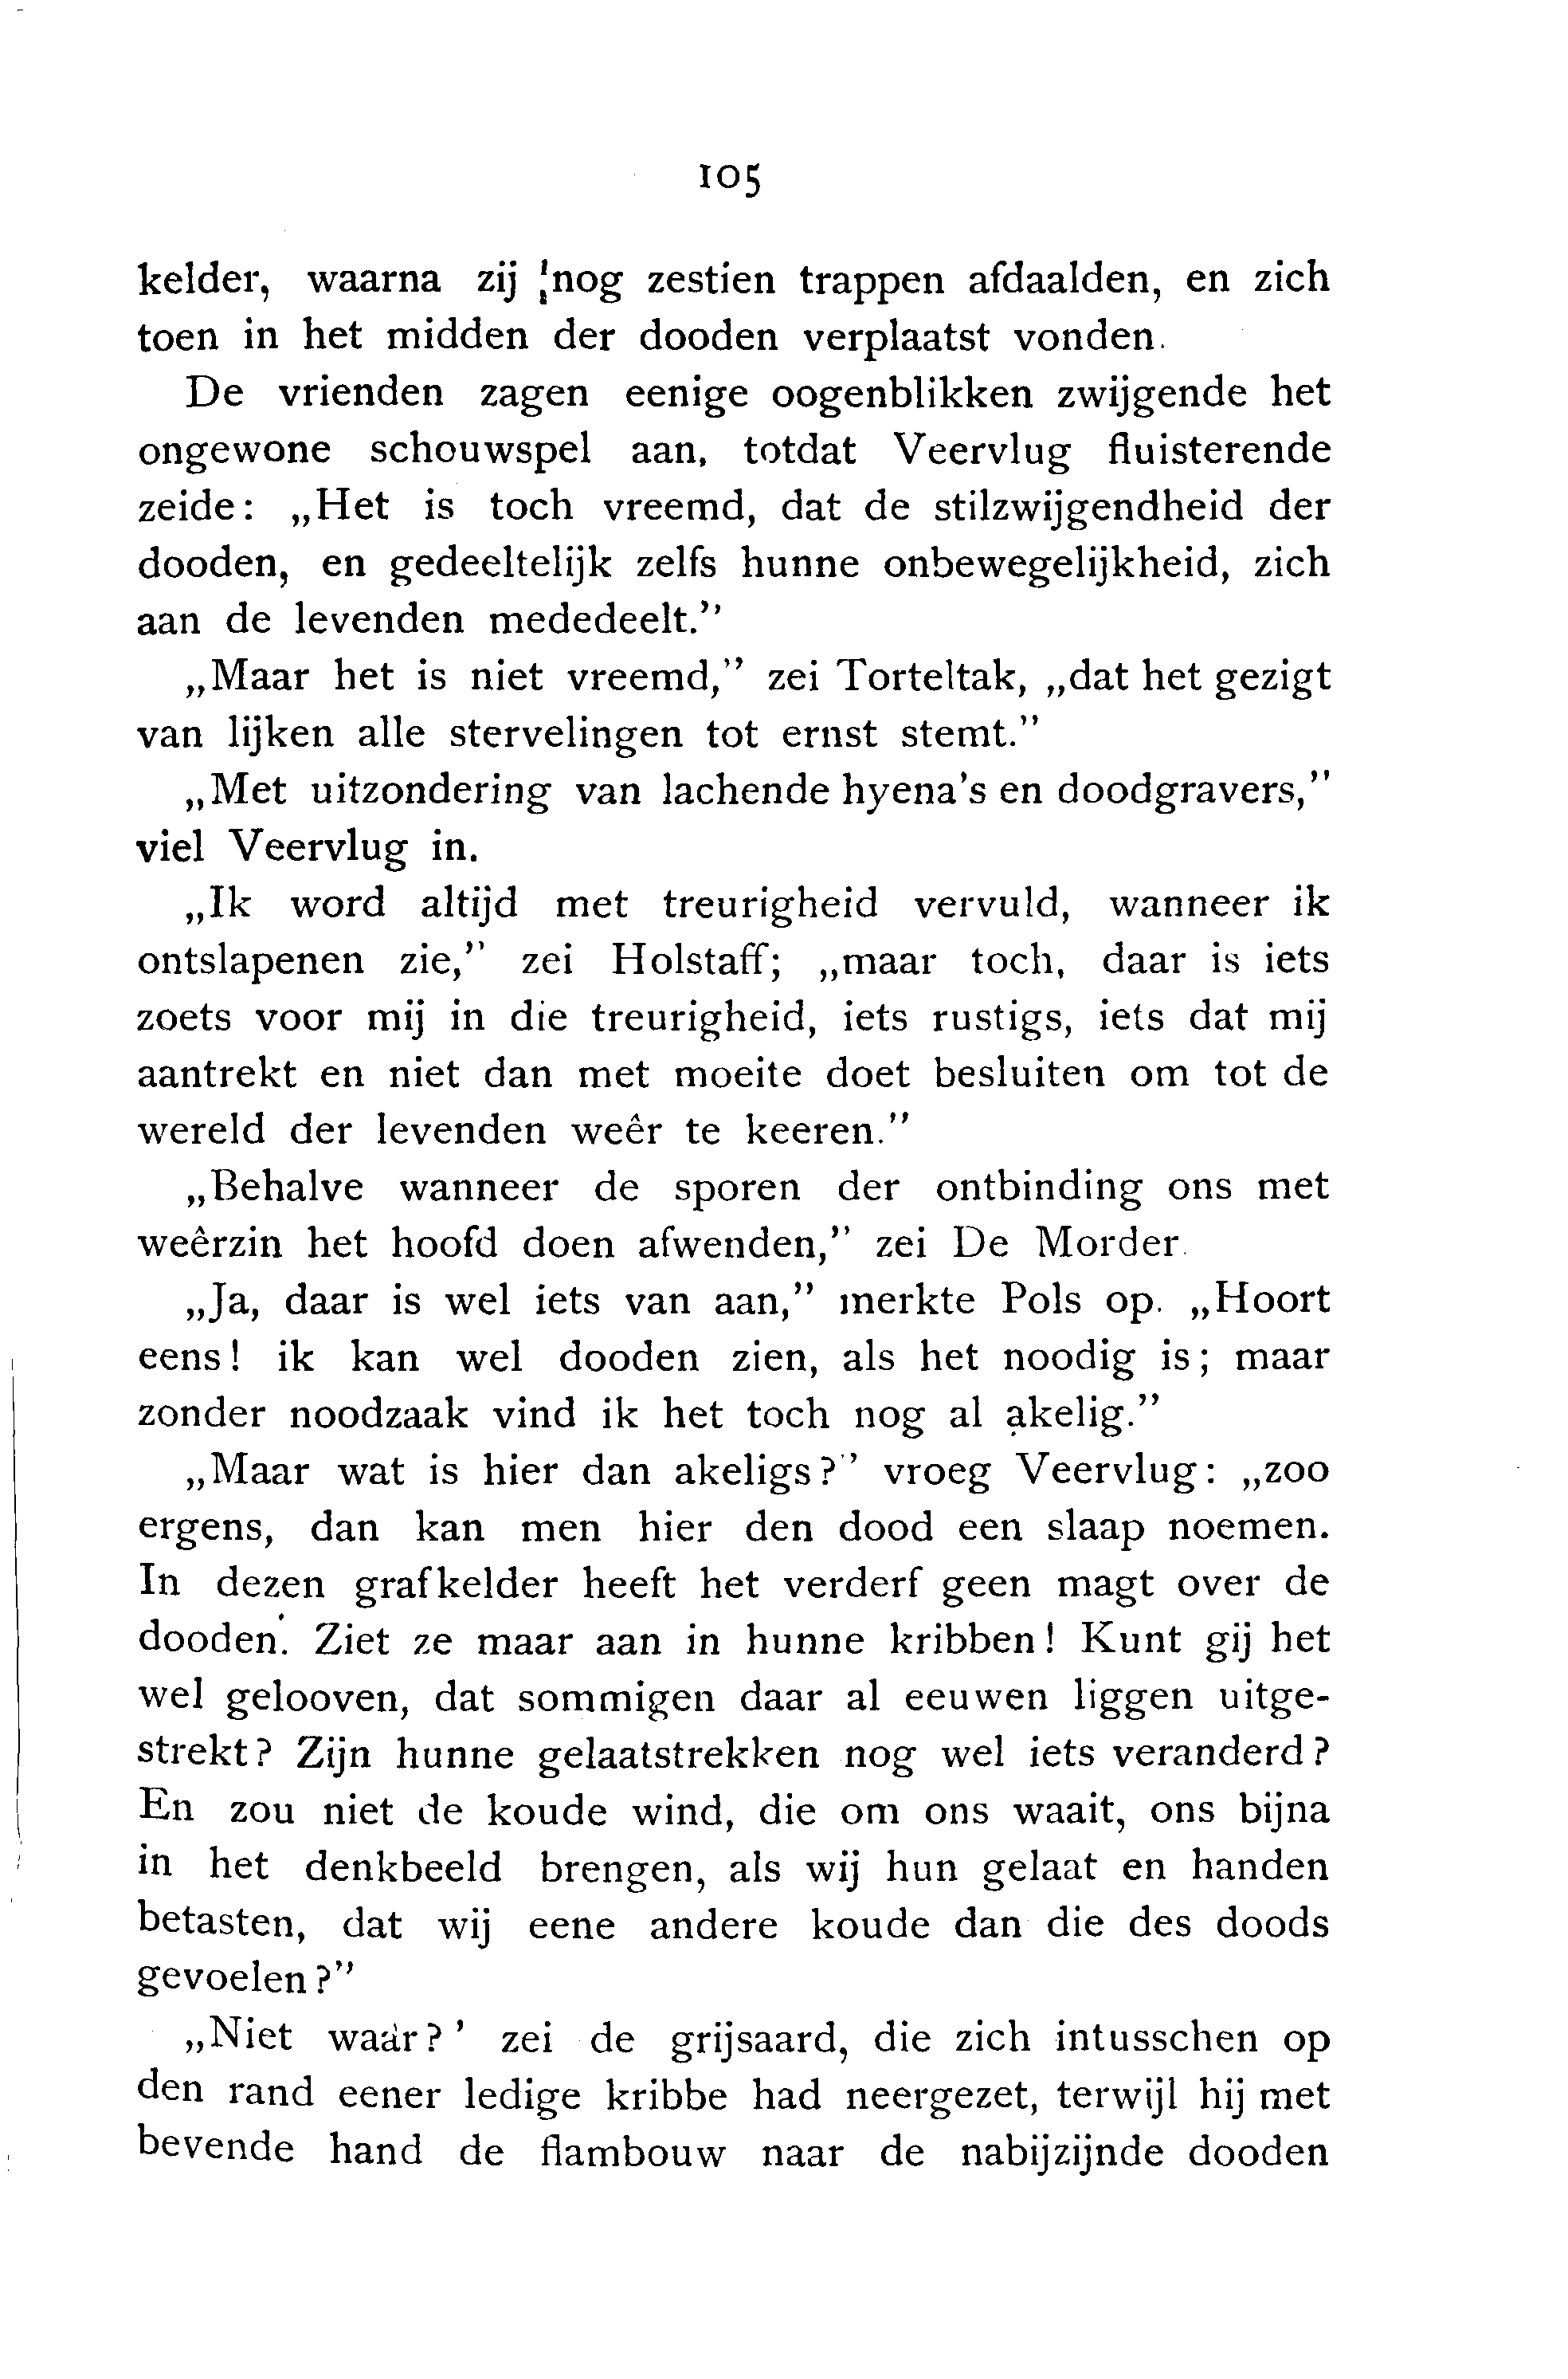 105
kelder, waarna zij nog zestien trappen afdaalden, en zich
toen in het midden der dooden verplaatst vonden.
De vrienden zagen eenige oogenblikken zwijgende het
ongewone schouwspel aan, totdat Veervlug fluisterende
zeide: „Het is toch vreemd, dat de stilzwijgendheid der
dooden, en gedeeltelijk zelfs hunne onbewegelijkheid, zich
aan de levenden mededeelt.”
„Maar het is niet vreemd,” zei Torteltak, „dat het gezigt
van lijken alle stervelingen tot ernst stemt.”
„Met uitzondering van lachende hyena's en doodgravers,”
viel Veervlug in.
„Ik word altijd met treurigheid vervuld, wanneer ik
ontslapenen zie,” zei Holstaff; „maar toch, daar is iets
zoets voor mij in die treurigheid, iets rustigs, iets dat mij
aantrekt en niet dan met moeite doet besluiten om tot de
wereld der levenden weêr te keeren.”
„Behalve wanneer de sporen der ontbinding ons met
weêrzin het hoofd doen afwenden,” zei De Morder.
„Ja, daar is wel iets van aan,” merkte Pols op. „Hoort
eens! ik kan wel dooden zien, als het noodig is; maar
zonder noodzaak vind ik het toch nog al akelig.”
„Maar wat is hier dan akeligs?” vroeg Veervlug: „zoo
ergens, dan kan men hier den dood een slaap noemen.
In dezen grafkelder heeft het verderf geen magt over de
dooden. Ziet ze maar aan in hunne kribben! Kunt gij het
wel gelooven, dat sommigen daar al eeuwen liggen uitge-
strekt? Zijn hunne gelaatstrekken nog wel iets veranderd?
En zou niet de koude wind, die om ons waait, ons bijna
in het denkbeeld brengen, als wij hun gelaat en handen
betasten, dat wij eene andere koude dan die des doods
gevoelen?”
„Niet waar?’ zei de grijsaard, die zich intusschen op
den rand eener ledige kribbe had neergezet, terwijl hij met
bevende hand de flambouw naar de nabijzijnde dooden